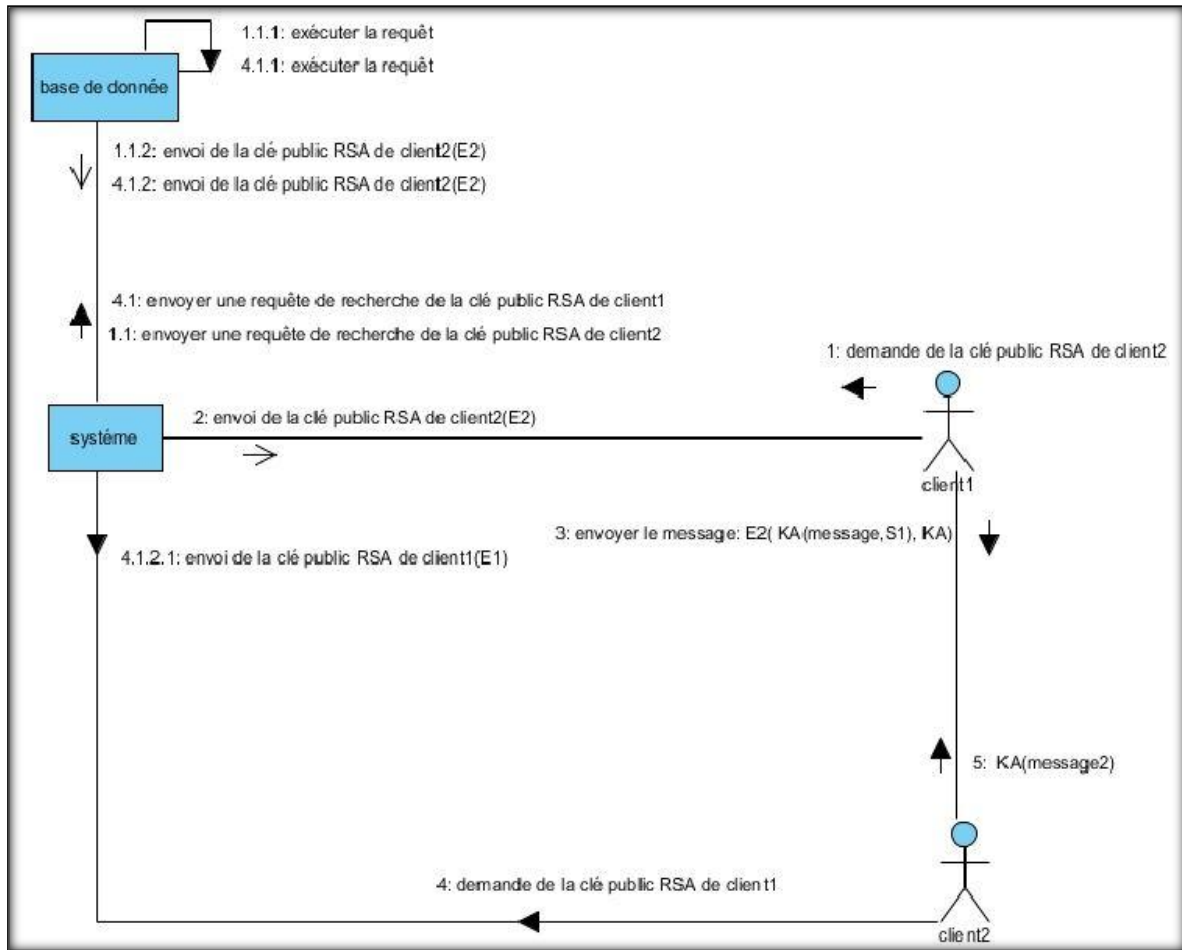 1.1.1: exécuter la requêt
4.1.1: exécuter la requêt
base de donnée
1.1.2: envoi de la clé public RSA de client2(E2)
4.1.2: envoi de la clé public RSA de client2(E2)
4.1: envoyer une requête de recherche de la clé public RSA de client1
1.1: envoyer une requête de recherche de la clé public RSA de client2
1: demande de la clé public RSA de client2
2: envoi de la clé public RSA de client2(E2)
systéme
client1
3: envoyer le message: E2( KA(message,S1), KA)
4.1.2.1: envoi de la clé public RSA de client1(E1)
5: KA(message2)
4: demande de la clé public RSA de client1
client2